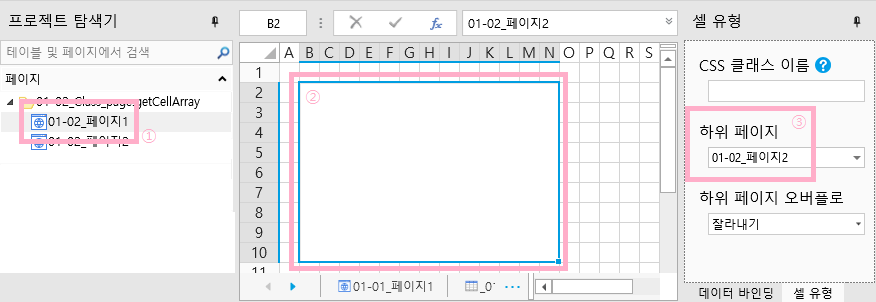 프로젝트 탐색기
테이블 및 페이지에서 검색
페이지
01-02_Class_page.getCellArray
01-02_페이지1
①
01-02_페이지2
B2
fx
01-02_페이지2
A B C D E F G H I J K L M N O P Q R S
1
2
②
3
4
5
6
7
8
9
10
11
01-01_페이지1
셀 유형
CSS 클래스 이름 ?
하위 페이지
③
01-02_페이지2
하위 페이지 오버플로
잘라내기
데이터 바인딩 셀 유형